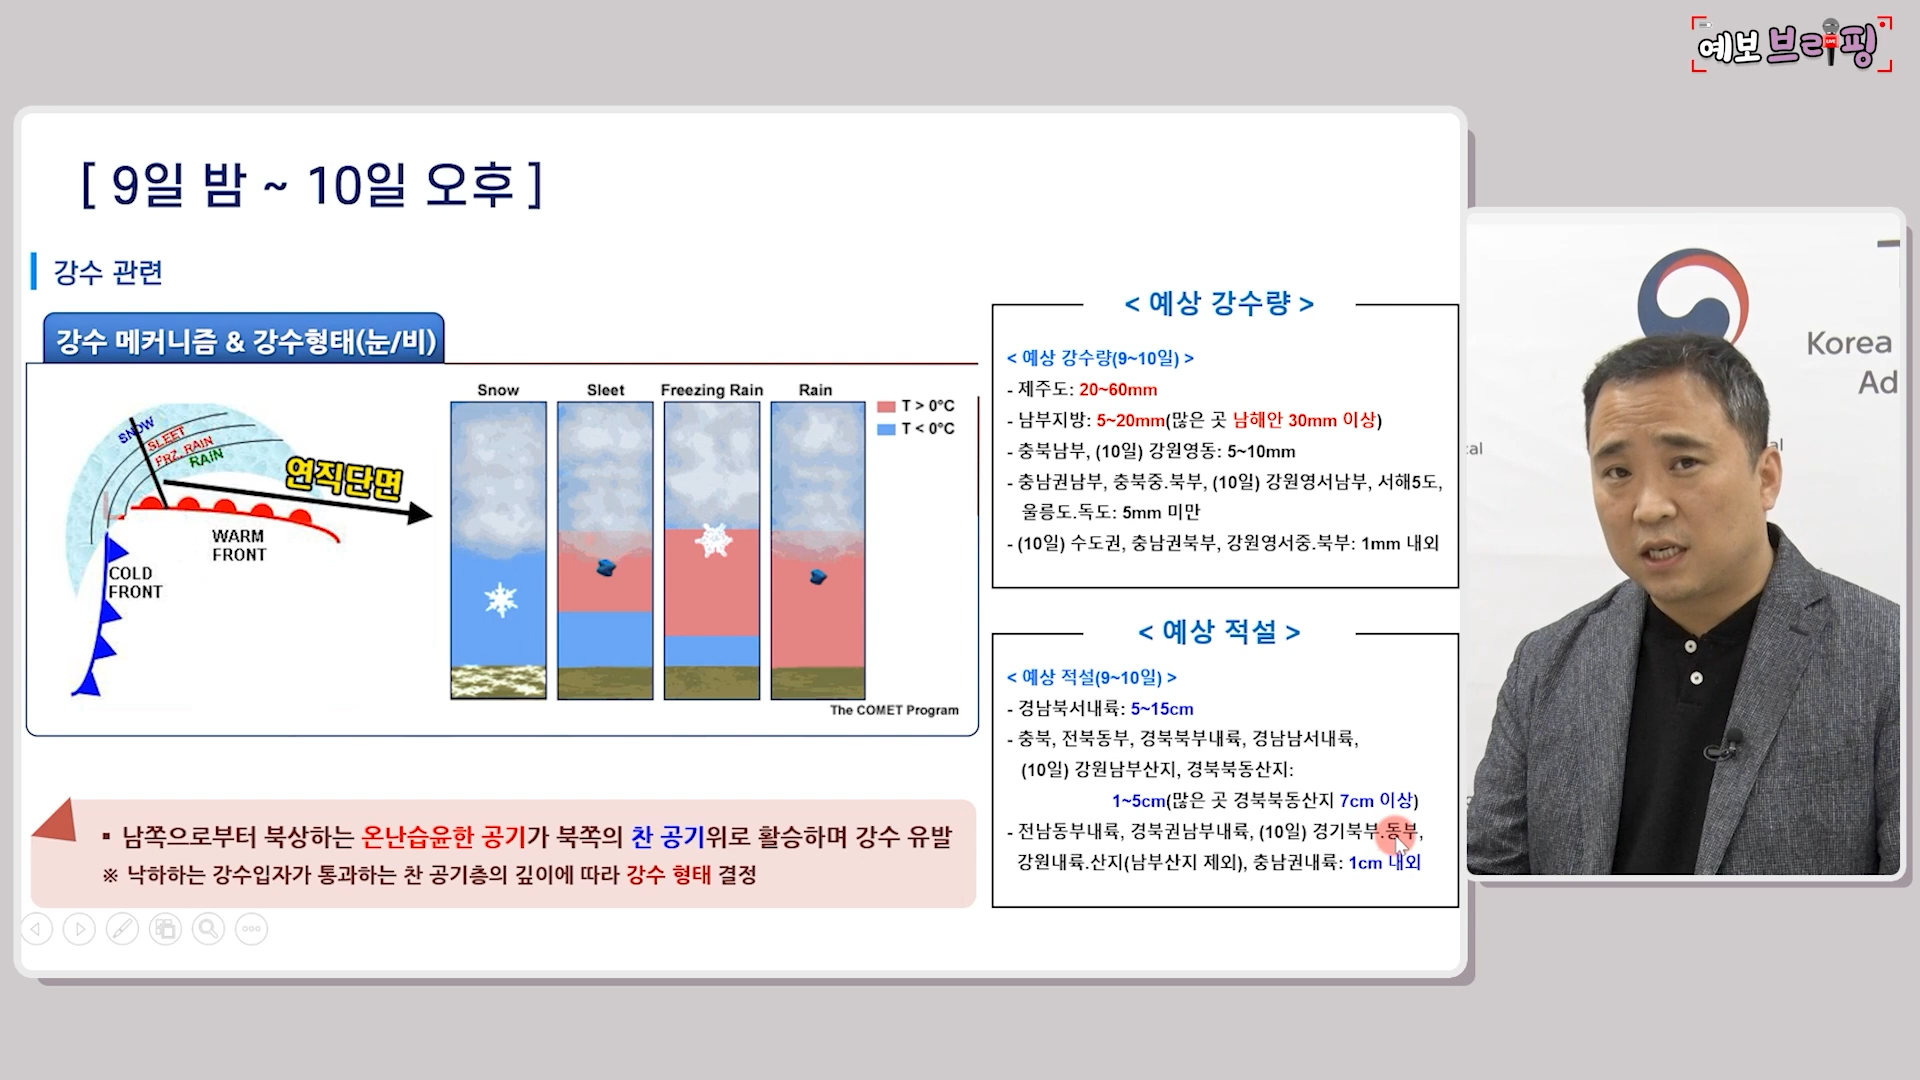 예보 브리핑
LIVE
[ 9일 밤 ~ 10일 오후 ]
강수 관련
강수 메커니즘 & 강수형태(눈/비)
SNOW
SLEET
FRZ. RAIN
RAIN
연직단면
L
WARM
FRONT
COLD
FRONT
Snow
Sleet
Freezing Rain
Rain
T > 0°C
T < 0°C
The COMET Program
▪ 남쪽으로부터 북상하는 온난습윤한 공기가 북쪽의 찬 공기위로 활승하며 강수 유발
※ 낙하하는 강수입자가 통과하는 찬 공기층의 깊이에 따라 강수 형태 결정
< 예상 강수량 >
< 예상 강수량(9~10일) >
- 제주도: 20~60mm
- 남부지방: 5~20mm(많은 곳 남해안 30mm 이상)
- 충북남부, (10일) 강원영동: 5~10mm
- 충남권남부, 충북중.북부, (10일) 강원영서남부, 서해5도,
울릉도.독도: 5mm 미만
- (10일) 수도권, 충남권북부, 강원영서중.북부: 1mm 내외
< 예상 적설 >
< 예상 적설(9~10일) >
- 경남북서내륙: 5~15cm
- 충북, 전북동부, 경북북부내륙, 경남남서내륙,
(10일) 강원남부산지, 경북북동산지:
1~5cm(많은 곳 경북북동산지 7cm 이상)
- 전남동부내륙, 경북권남부내륙, (10일) 경기북부.동부,
강원내륙.산지(남부산지 제외), 충남권내륙: 1cm 내외
Korea
Ad
cal
al